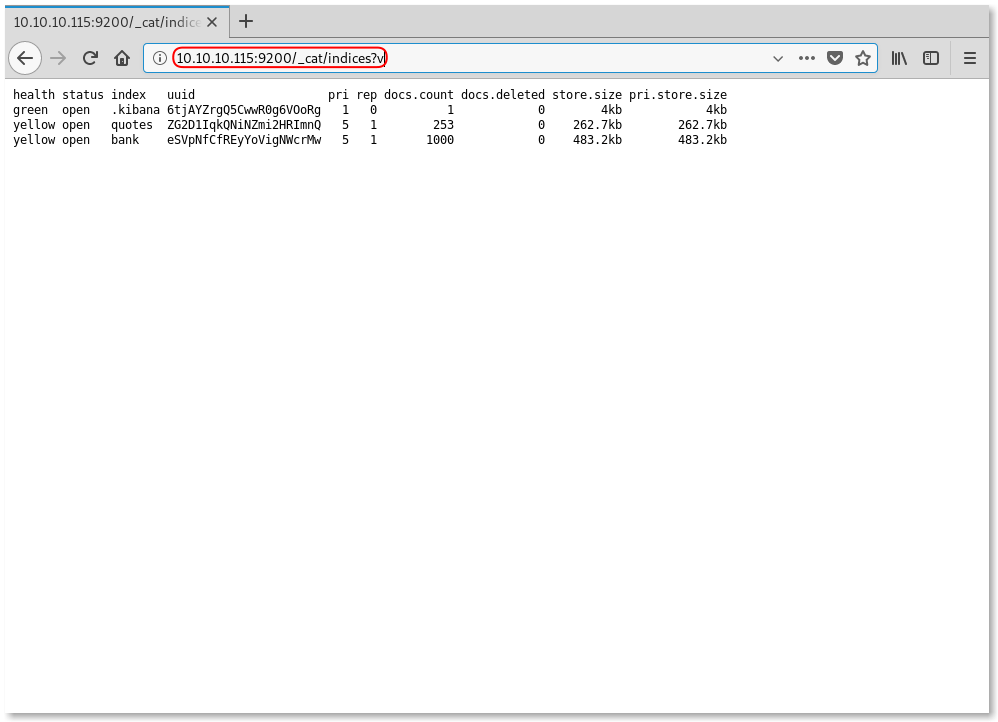 10.10.10.115:9200/_cat/indice
10.10.10.115:9200/_cat/indices?v
health status index   uuid                   pri rep docs.count docs.deleted store.size pri.store.size
green  open   .kibana 6tjAYZrgQ5CwwR0g6VOoRg   1   0          1            0        4kb            4kb
yellow open   quotes  ZG2D1IqkQNiNZmi2HRImnQ   5   1        253            0    262.7kb        262.7kb
yellow open   bank    eSVpNfCfREyYoVigNWcrMw   5   1       1000            0    483.2kb        483.2kb